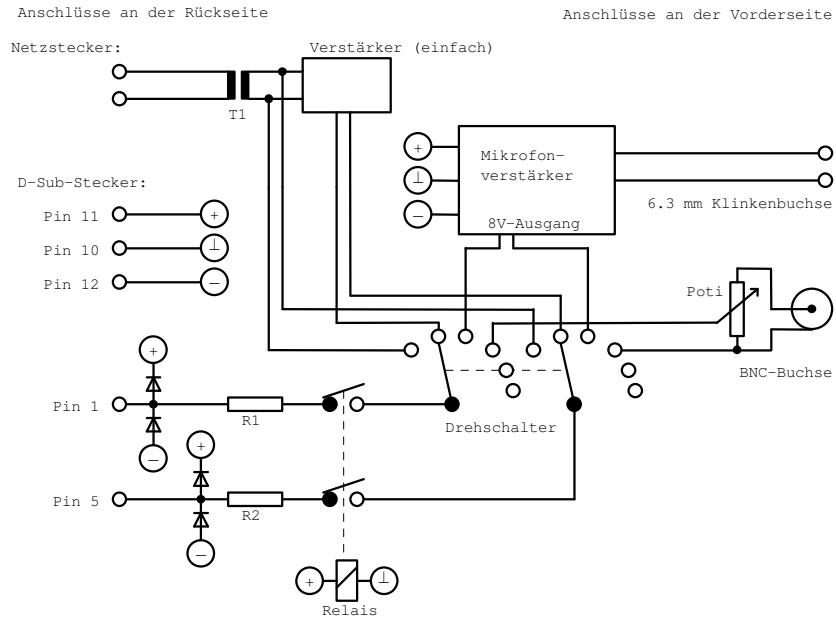 Anschlüsse an der Rückseite
Anschlüsse an der Vorderseite
Netzstecker:
Verstärker (einfach)
T1
Mikrofon-
verstärker
8V-Ausgang
+
⊥
−
6.3 mm Klinkenbuchse
D-Sub-Stecker:
Pin 11
+
Pin 10
⊥
Pin 12
−
Poti
BNC-Buchse
+
Pin 1
R1
−
Drehschalter
+
Pin 5
R2
−
+
⊥
Relais